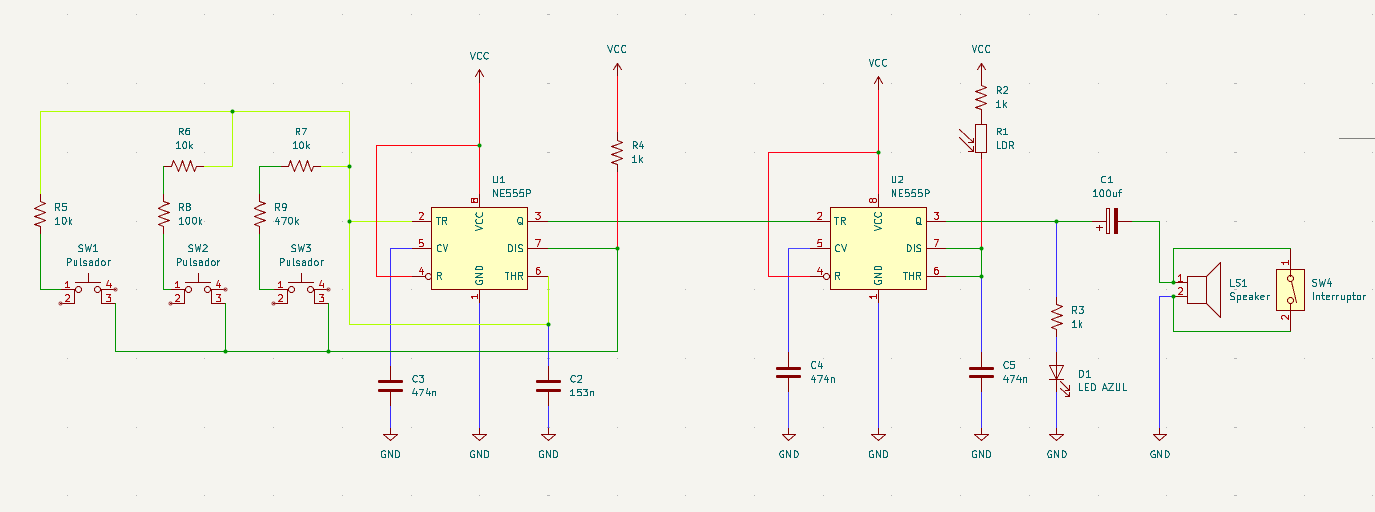 VCC
VCC
VCC
VCC
R2
1k
R1
LDR
R6
10k
R7
10k
R4
1k
U1
NE555P
U2
NE555P
C1
100uf
R5
10k
R8
100k
R9
470k
8
VCC
2 TR
Q 3
5 CV
DIS 7
4 R
THR 6
GND
1
8
VCC
2 TR
Q 3
5 CV
DIS 7
4 R
THR 6
GND
1
+
SW1
Pulsador
1 4
2 3
SW2
Pulsador
1 4
2 3
SW3
Pulsador
1 4
2 3
1
2
LS1
Speaker
1
2
SW4
Interruptor
R3
1k
C3
474n
C2
153n
C4
474n
C5
474n
D1
LED AZUL
GND
GND
GND
GND
GND
GND
GND
GND